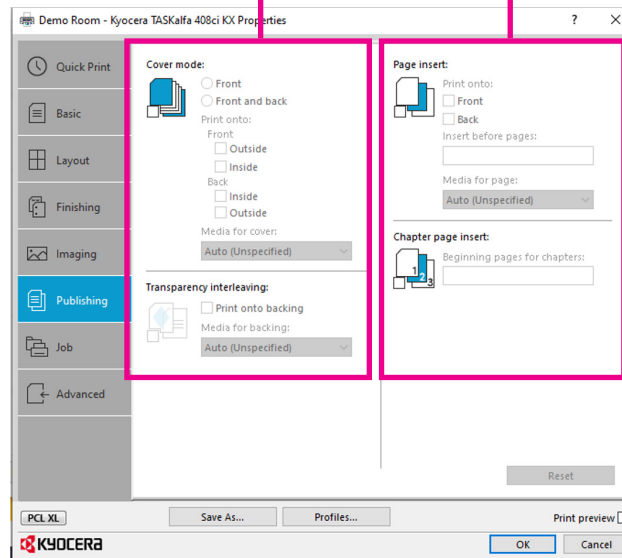 Demo Room - Kyocera TASKalfa 408ci KX Properties
?
Quick Print
Basic
Layout
Finishing
Imaging
Publishing
Job
Advanced
Cover mode:
Front
Front and back
Print onto:
Front
Outside
Inside
Back
Inside
Outside
Media for cover:
Auto (Unspecified)
Transparency interleaving:
Print onto backing
Media for backing:
Auto (Unspecified)
Page insert:
Print onto:
Front
Back
Insert before pages:
Media for page:
Auto (Unspecified)
Chapter page insert:
1
2
3
Beginning pages for chapters:
Reset
PCL XL
Save As...
Profiles...
Print preview
KYOCERA
OK
Cancel